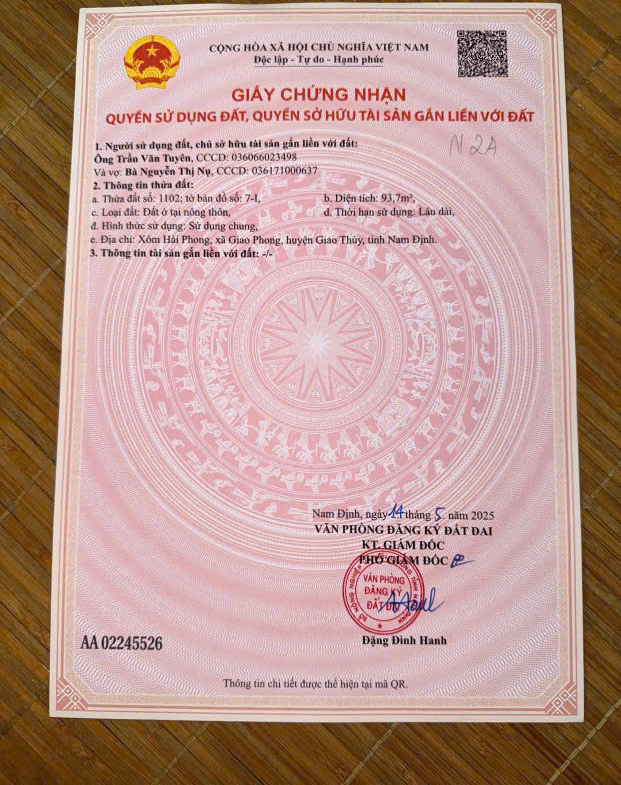 CỘNG HÒA XÃ HỘI CHỦ NGHĨA VIỆT NAM
Độc lập - Tự do - Hạnh phúc
GIẤY CHỨNG NHẬN
QUYỀN SỬ DỤNG ĐẤT, QUYỀN SỞ HỮU TÀI SẢN GẮN LIỀN VỚI ĐẤT
N 2A
1. Người sử dụng đất, chủ sở hữu tài sản gắn liền với đất:
Ông Trần Văn Tuyên, CCCD: 036066023498
Và vợ: Bà Nguyễn Thị Nụ, CCCD: 036171000637
2. Thông tin thửa đất:
a. Thửa đất số: 1102; tờ bản đồ số: 7-I, b. Diện tích: 93,7m²,
c. Loại đất: Đất ở tại nông thôn, d. Thời hạn sử dụng: Lâu dài,
đ. Hình thức sử dụng: Sử dụng chung,
e. Địa chỉ: Xóm Hải Phong, xã Giao Phong, huyện Giao Thủy, tỉnh Nam Định.
3. Thông tin tài sản gắn liền với đất: -/-
Nam Định, ngày 14 tháng 5 năm 2025
VĂN PHÒNG ĐĂNG KÝ ĐẤT ĐAI
KT. GIÁM ĐỐC
PHÓ GIÁM ĐỐC
VĂN PHÒNG
ĐĂNG KÝ
ĐẤT
Đặng Đình Hanh
AA 02245526
Thông tin chi tiết được thể hiện tại mã QR.